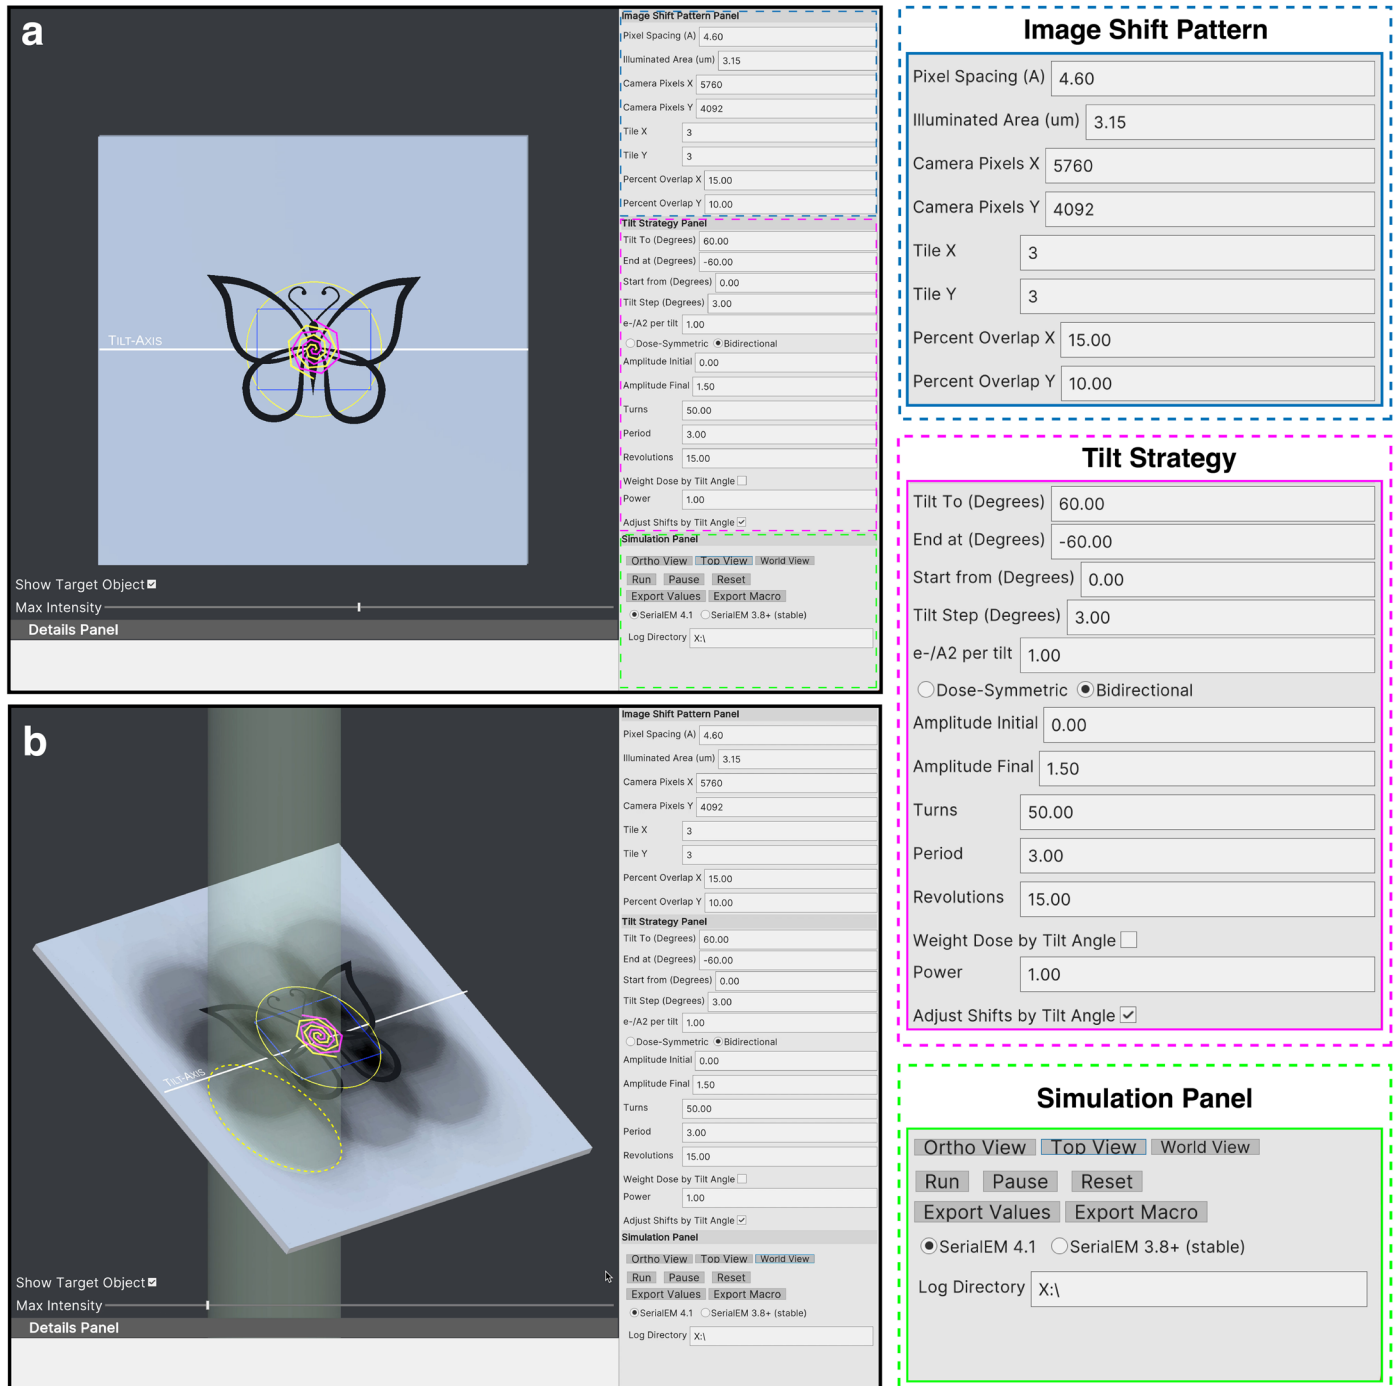 a
TILT-AXIS
Show Target Object
Max Intensity
Details Panel
Image Shift Pattern Panel
Pixel Spacing (A) 4.60
Illuminated Area (um) 3.15
Camera Pixels X 5760
Camera Pixels Y 4092
Tile X 3
Tile Y 3
Percent Overlap X 15.00
Percent Overlap Y 10.00
Tilt Strategy Panel
Tilt To (Degrees) 60.00
End at (Degrees) -60.00
Start from (Degrees) 0.00
Tilt Step (Degrees) 3.00
e-/A2 per tilt 1.00
Dose-Symmetric Bidirectional
Amplitude Initial 0.00
Amplitude Final 1.50
Turns 50.00
Period 3.00
Revolutions 15.00
Weight Dose by Tilt Angle
Power 1.00
Adjust Shifts by Tilt Angle
Simulation Panel
Ortho View Top View World View
Run Pause Reset
Export Values Export Macro
SerialEM 4.1 SerialEM 3.8+ (stable)
Log Directory X:\
b
TILT-AXIS
Show Target Object
Max Intensity
Details Panel
Image Shift Pattern Panel
Pixel Spacing (A) 4.60
Illuminated Area (um) 3.15
Camera Pixels X 5760
Camera Pixels Y 4092
Tile X 3
Tile Y 3
Percent Overlap X 15.00
Percent Overlap Y 10.00
Tilt Strategy Panel
Tilt To (Degrees) 60.00
End at (Degrees) -60.00
Start from (Degrees) 0.00
Tilt Step (Degrees) 3.00
e-/A2 per tilt 1.00
Dose-Symmetric Bidirectional
Amplitude Initial 0.00
Amplitude Final 1.50
Turns 50.00
Period 3.00
Revolutions 15.00
Weight Dose by Tilt Angle
Power 1.00
Adjust Shifts by Tilt Angle
Simulation Panel
Ortho View Top View World View
Run Pause Reset
Export Values Export Macro
SerialEM 4.1 SerialEM 3.8+ (stable)
Log Directory X:\
Image Shift Pattern
Pixel Spacing (A) 4.60
Illuminated Area (um) 3.15
Camera Pixels X 5760
Camera Pixels Y 4092
Tile X 3
Tile Y 3
Percent Overlap X 15.00
Percent Overlap Y 10.00
Tilt Strategy
Tilt To (Degrees) 60.00
End at (Degrees) -60.00
Start from (Degrees) 0.00
Tilt Step (Degrees) 3.00
e-/A2 per tilt 1.00
Dose-Symmetric Bidirectional
Amplitude Initial 0.00
Amplitude Final 1.50
Turns 50.00
Period 3.00
Revolutions 15.00
Weight Dose by Tilt Angle
Power 1.00
Adjust Shifts by Tilt Angle
Simulation Panel
Ortho View Top View World View
Run Pause Reset
Export Values Export Macro
SerialEM 4.1 SerialEM 3.8+ (stable)
Log Directory X:\